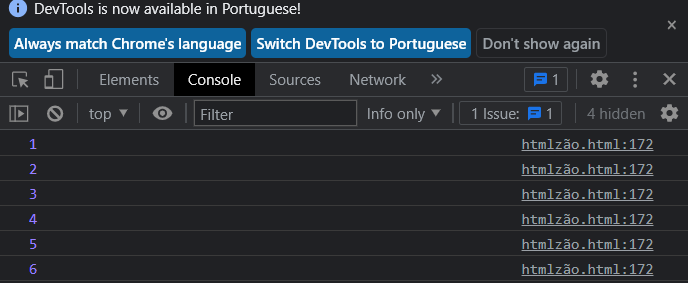 DevTools is now available in Portuguese!
Always match Chrome's language Switch DevTools to Portuguese Don't show again
Elements Console Sources Network 1
top Filter Info only 1 Issue: 1 4 hidden
1 htmlzão.html:172
2 htmlzão.html:172
3 htmlzão.html:172
4 htmlzão.html:172
5 htmlzão.html:172
6 htmlzão.html:172